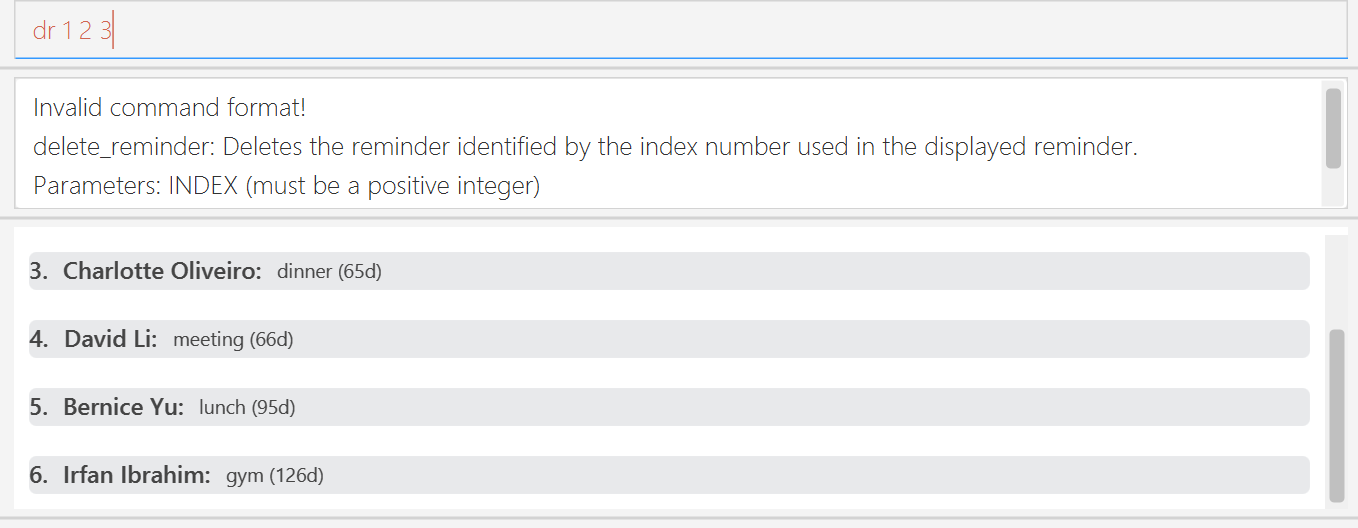 dr 1 2 3
Invalid command format!
delete_reminder: Deletes the reminder identified by the index number used in the displayed reminder.
Parameters: INDEX (must be a positive integer)
3. Charlotte Oliveiro: dinner (65d)
4. David Li: meeting (66d)
5. Bernice Yu: lunch (95d)
6. Irfan Ibrahim: gym (126d)